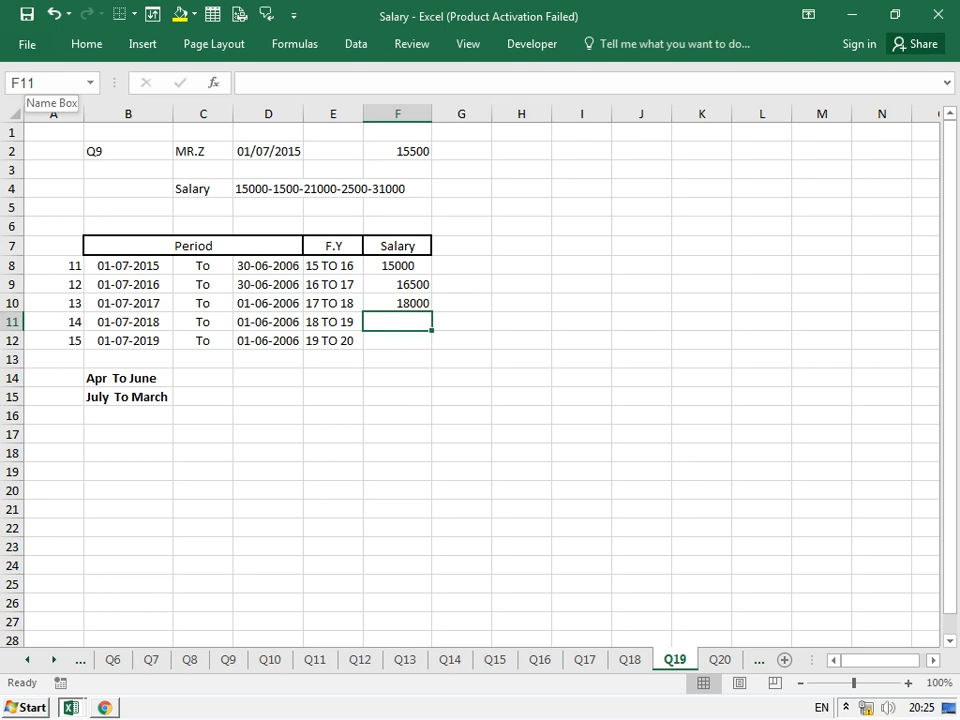 Salary - Excel (Product Activation Failed)
File Home Insert Page Layout Formulas Data Review View Developer Tell me what you want to do... Sign in Share
F11 fx
Name Box
A B C D E F G H I J K L M N
1
2 Q9 MR.Z 01/07/2015 15500
3
4 Salary 15000-1500-21000-2500-31000
5
6
7 Period F.Y Salary
8 11 01-07-2015 To 30-06-2006 15 TO 16 15000
9 12 01-07-2016 To 30-06-2006 16 TO 17 16500
10 13 01-07-2017 To 01-06-2006 17 TO 18 18000
11 14 01-07-2018 To 01-06-2006 18 TO 19
12 15 01-07-2019 To 01-06-2006 19 TO 20
13
14 Apr To June
15 July To March
16
17
18
19
20
21
22
23
24
25
26
27
28
... Q6 Q7 Q8 Q9 Q10 Q11 Q12 Q13 Q14 Q15 Q16 Q17 Q18 Q19 Q20 ...
Ready 100%
Start EN 20:25